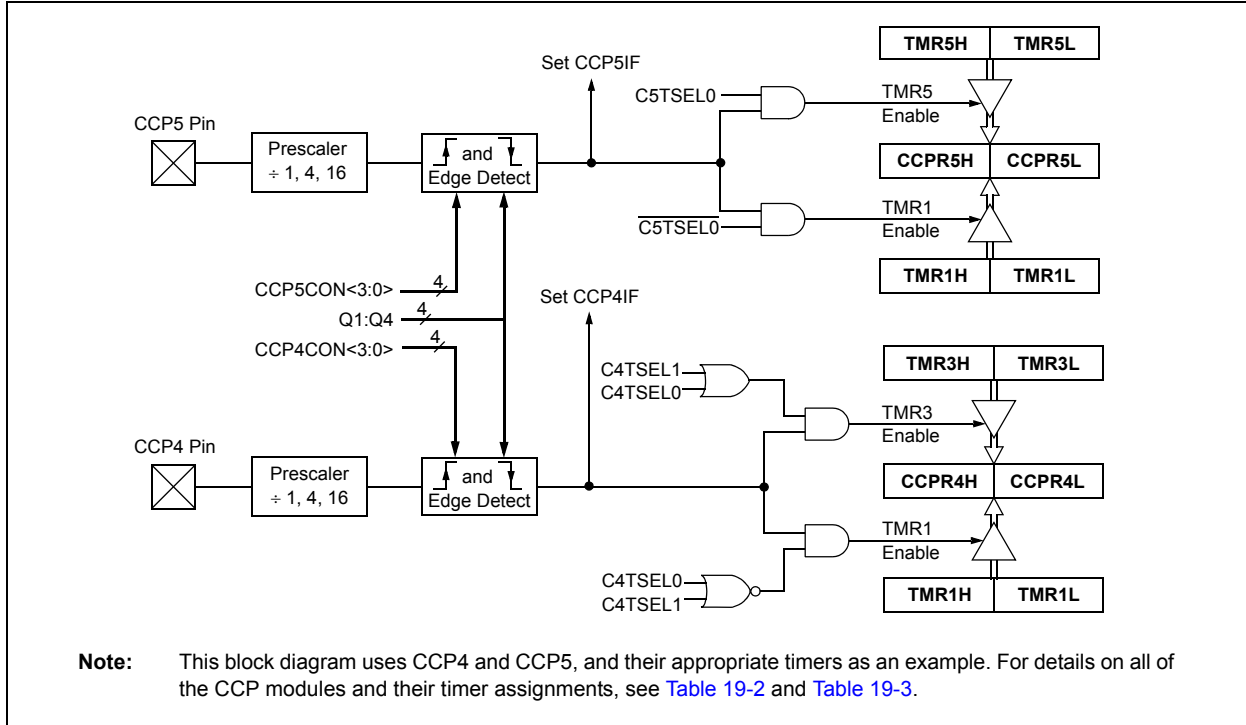 TMR5H TMR5L
Set CCP5IF
C5TSEL0
TMR5
Enable
CCP5 Pin
Prescaler
÷ 1, 4, 16
and
Edge Detect
CCPR5H CCPR5L
TMR1
Enable
C5TSEL0
TMR1H TMR1L
CCP5CON<3:0>
4
Q1:Q4
4
CCP4CON<3:0>
4
Set CCP4IF
TMR3H TMR3L
C4TSEL1
C4TSEL0
TMR3
Enable
CCP4 Pin
Prescaler
÷ 1, 4, 16
and
Edge Detect
CCPR4H CCPR4L
TMR1
Enable
C4TSEL0
C4TSEL1
TMR1H TMR1L
Note: This block diagram uses CCP4 and CCP5, and their appropriate timers as an example. For details on all of
the CCP modules and their timer assignments, see Table 19-2 and Table 19-3.